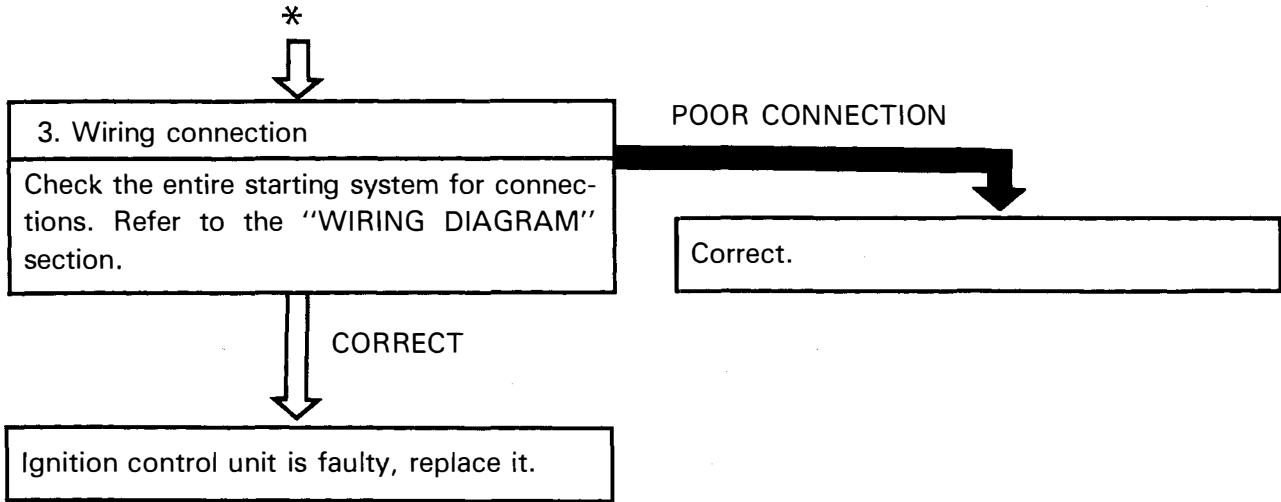 *
3. Wiring connection
POOR CONNECTION
Check the entire starting system for connec-
tions. Refer to the "WIRING DIAGRAM"
section.
Correct.
CORRECT
Ignition control unit is faulty, replace it.